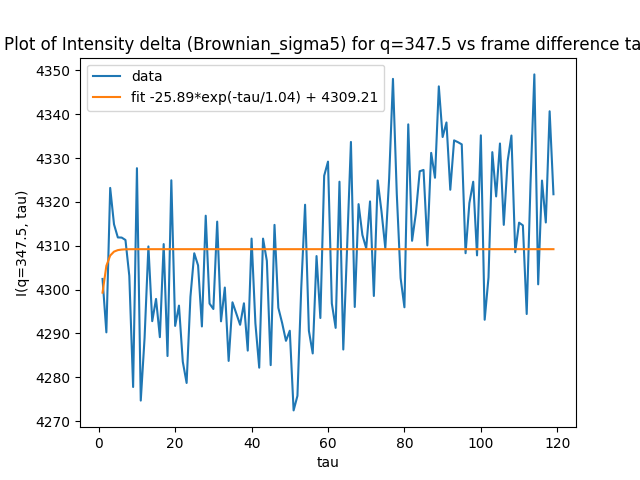 Plot of Intensity delta (Brownian_sigma5) for q=347.5 vs frame difference ta
4350
4340
4330
4320
4310
4300
4290
4280
4270
I(q=347.5, tau)
data
fit -25.89*exp(-tau/1.04) + 4309.21
0 20 40 60 80 100 120
tau